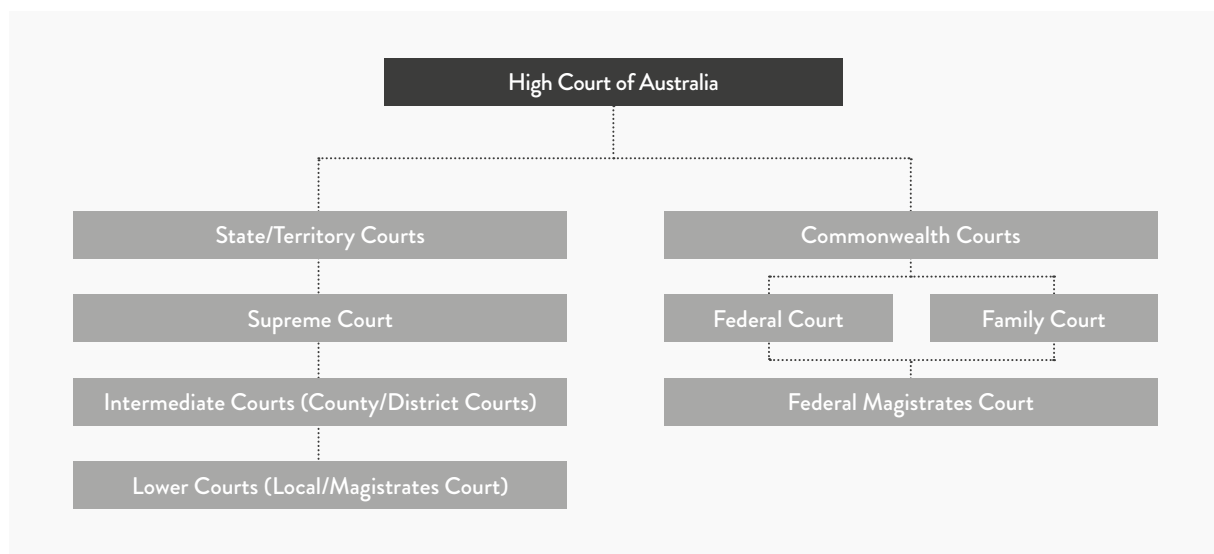 High Court of Australia
State/Territory Courts
Commonwealth Courts
Supreme Court
Federal Court
Family Court
Intermediate Courts (County/District Courts)
Federal Magistrates Court
Lower Courts (Local/Magistrates Court)